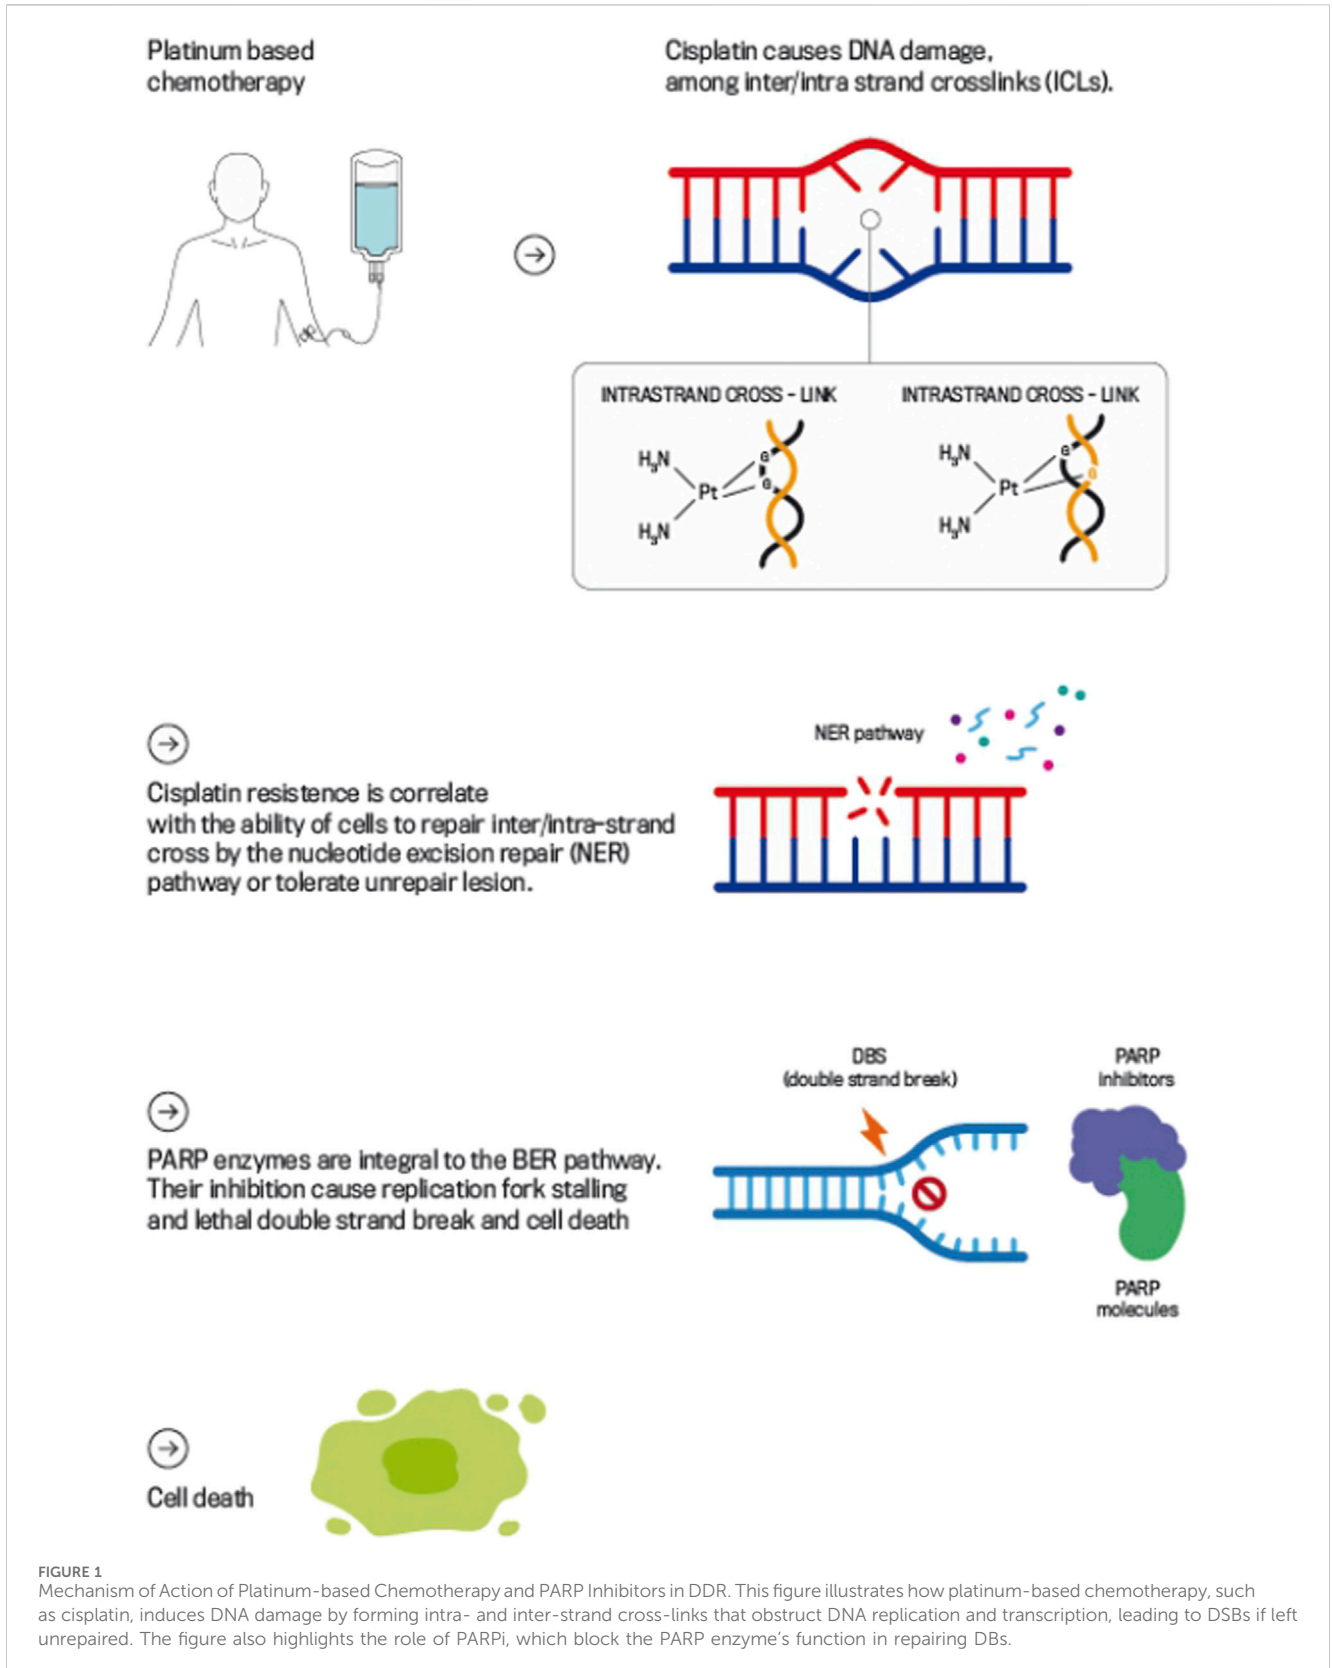 Platinum based
chemotherapy
Cisplatin causes DNA damage,
among inter/intra strand crosslinks (ICLs).
INTRASTRAND CROSS - LINK
H₃N
Pt
H₃N
G
G
INTRASTRAND CROSS - LINK
H₃N
Pt
H₃N
G
G
NER pathway
Cisplatin resistence is correlate
with the ability of cells to repair inter/intra-strand
cross by the nucleotide excision repair (NER)
pathway or tolerate unrepair lesion.
DBS
(double strand break)
PARP
inhibitors
PARP enzymes are integral to the BER pathway.
Their inhibition cause replication fork stalling
and lethal double strand break and cell death
PARP
molecules
Cell death
FIGURE 1
Mechanism of Action of Platinum-based Chemotherapy and PARP Inhibitors in DDR. This figure illustrates how platinum-based chemotherapy, such
as cisplatin, induces DNA damage by forming intra- and inter-strand cross-links that obstruct DNA replication and transcription, leading to DSBs if left
unrepaired. The figure also highlights the role of PARPi, which block the PARP enzyme's function in repairing DBs.